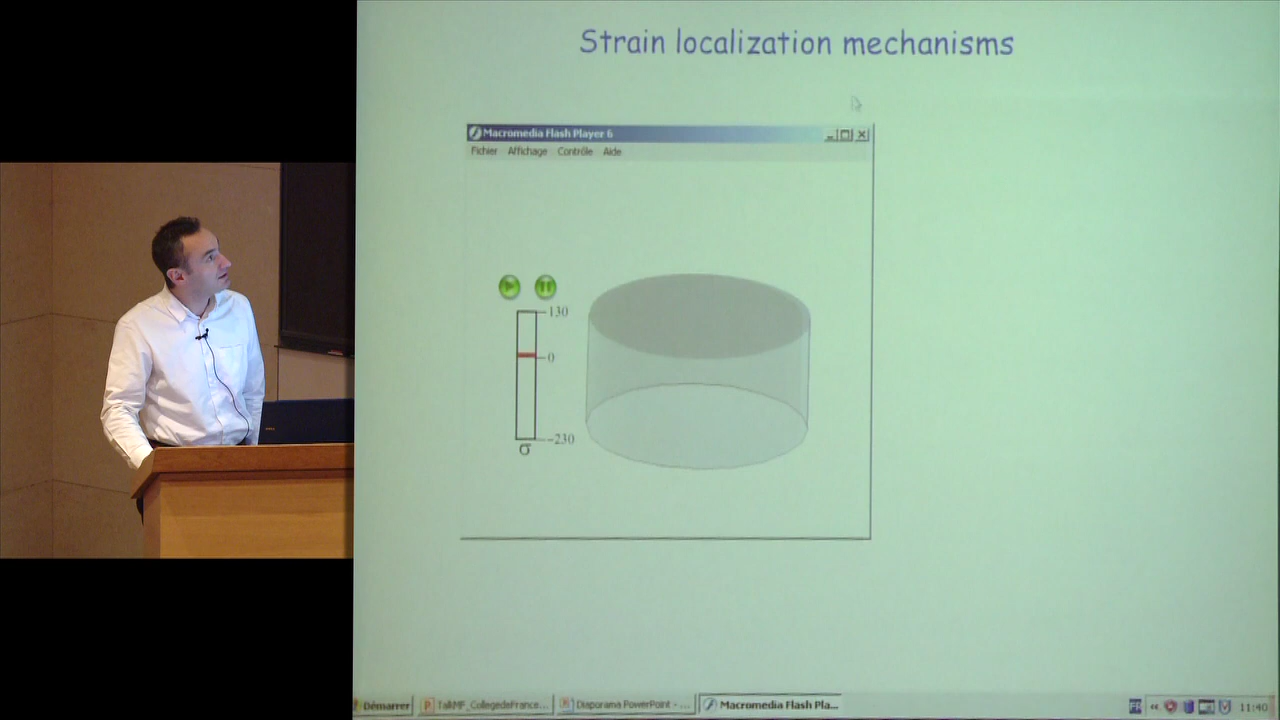 Strain localization mechanisms
Macromedia Flash Player 6
Fichier Affichage Contrôle Aide
130
0
-230
σ
Démarrer TalkMF_CollegedeFrance... Diaporama PowerPoint - ... Macromedia Flash Pla... FR « 11:40